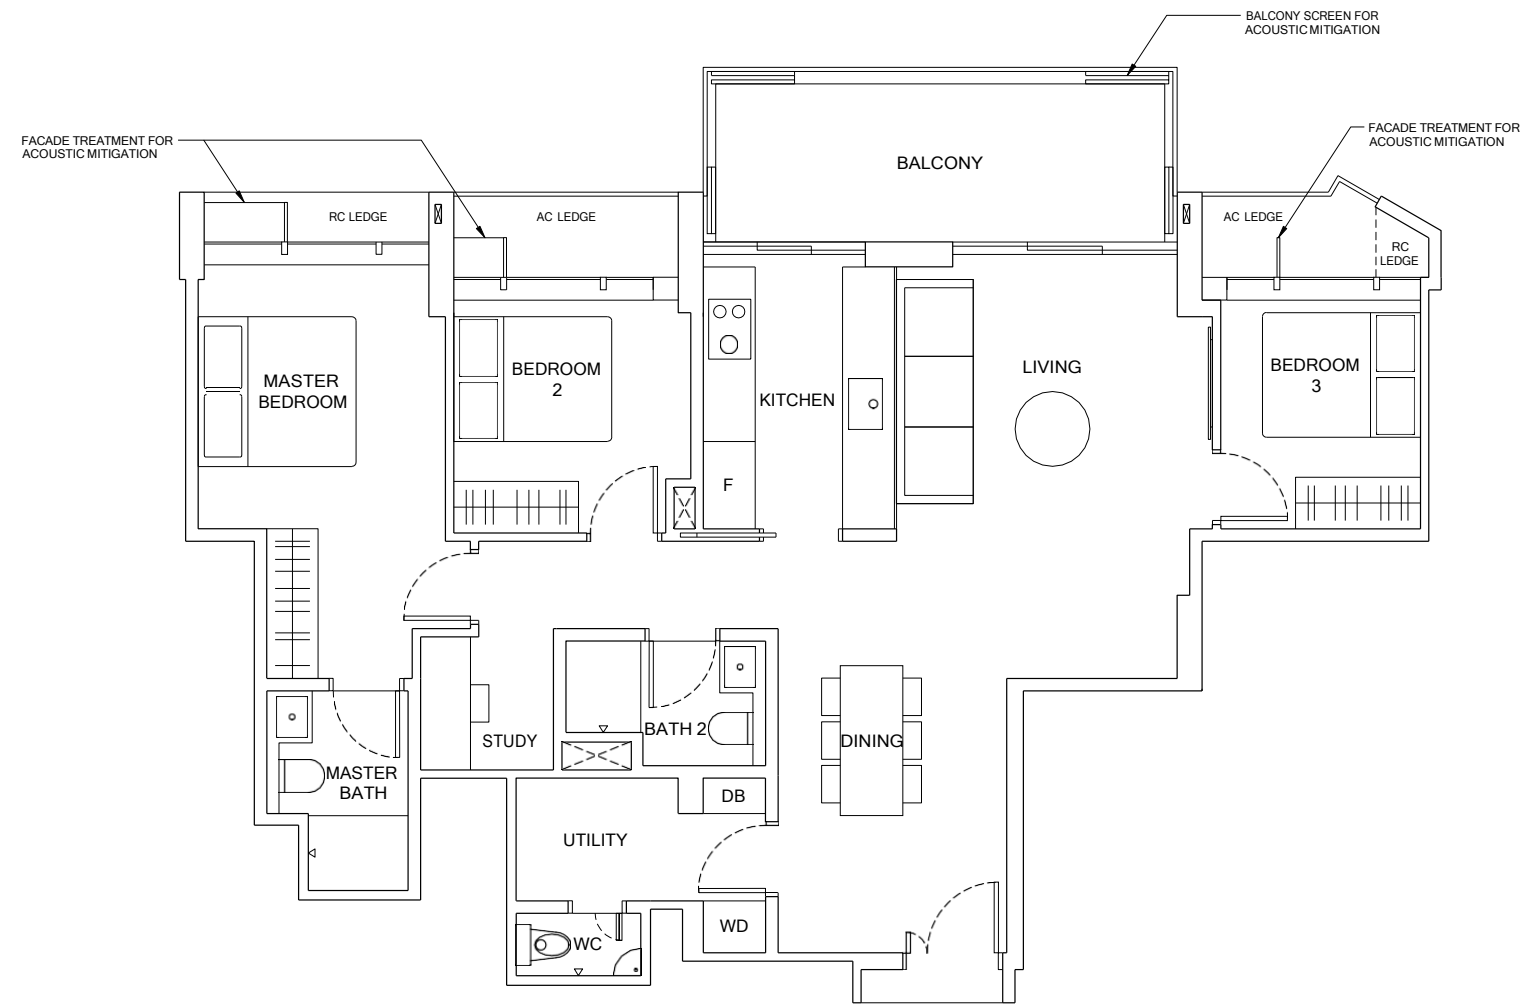 BALCONY SCREEN FOR
ACOUSTIC MITIGATION
FACADE TREATMENT FOR
ACOUSTIC MITIGATION
FACADE TREATMENT FOR
ACOUSTIC MITIGATION
BALCONY
RC LEDGE
AC LEDGE
AC LEDGE
RC
LEDGE
MASTER
BEDROOM
BEDROOM
2
KITCHEN
LIVING
BEDROOM
3
F
STUDY
BATH 2
DINING
MASTER
BATH
DB
UTILITY
WD
WC